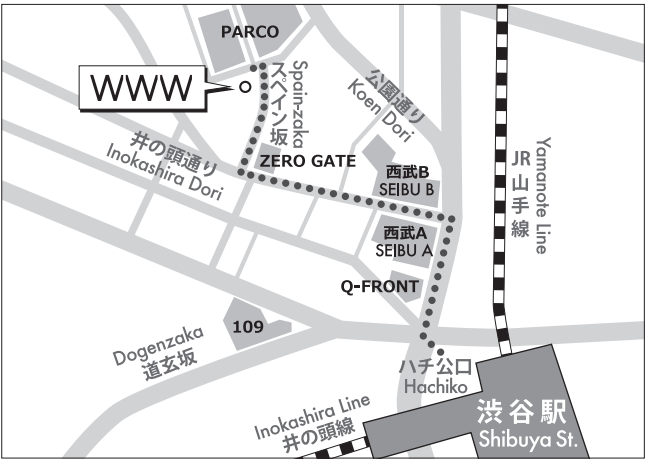 PARCO
WWW
Spain-zaka
スペイン坂
公園通り
Koen Dori
井の頭通り
Inokashira Dori
ZERO GATE
西武B
SEIBU B
西武A
SEIBU A
Yamanote Line
JR山手線
Q-FRONT
109
Dogenzaka
道玄坂
ハチ公口
Hachiko
Inokashira Line
井の頭線
渋谷駅
Shibuya St.